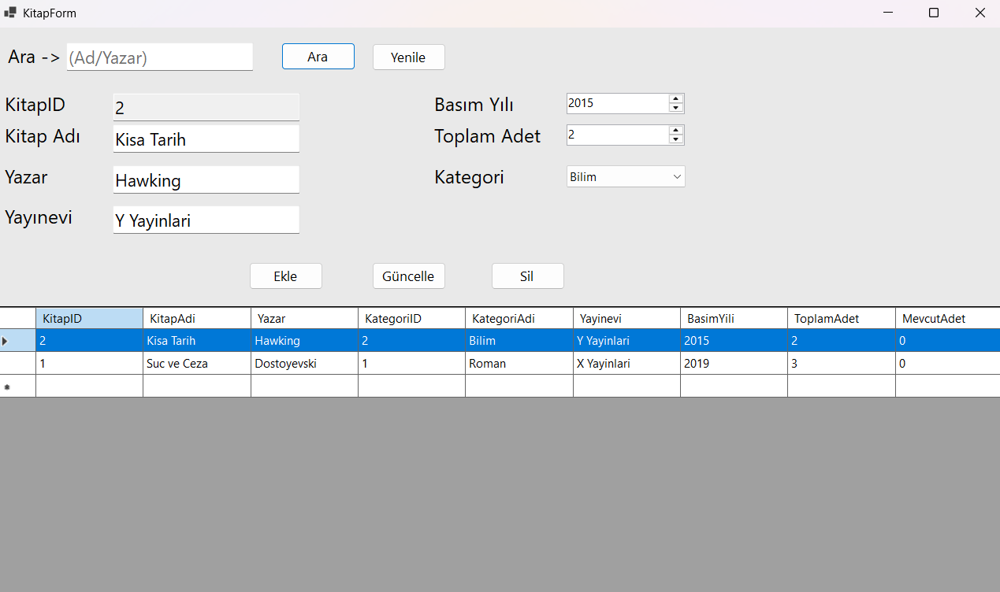 KitapForm
Ara -> (Ad/Yazar) Ara Yenile
KitapID 2 Basım Yılı 2015
Kitap Adı Kisa Tarih Toplam Adet 2
Yazar Hawking Kategori Bilim
Yayınevi Y Yayinlari
Ekle Güncelle Sil
KitapID KitapAdi Yazar KategoriID KategoriAdi Yayinevi BasimYili ToplamAdet MevcutAdet
2 Kisa Tarih Hawking 2 Bilim Y Yayinlari 2015 2 0
1 Suc ve Ceza Dostoyevski 1 Roman X Yayinlari 2019 3 0